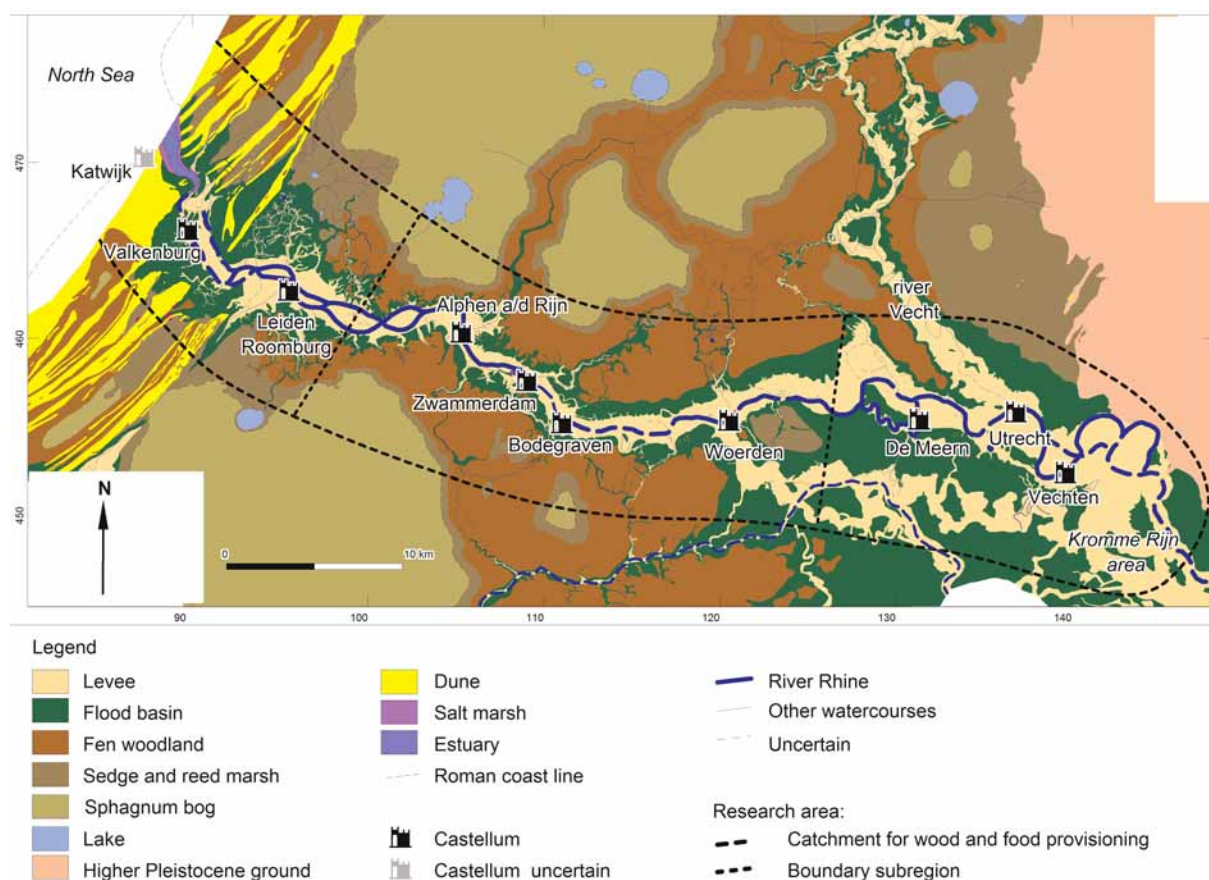 North Sea
Katwijk
470
Valkenburg
river
Vecht
Leiden
Roomburg
Alphen a/d Rijn
460
Zwammerdam
Bodegraven
Woerden
De Meern
Utrecht
Vechten
450
N
0 10 km
Kromme Rijn
area
90 100 110 120 130 140
Legend
Levee
Flood basin
Fen woodland
Sedge and reed marsh
Sphagnum bog
Lake
Higher Pleistocene ground
Dune
Salt marsh
Estuary
Roman coast line
Castellum
Castellum uncertain
River Rhine
Other watercourses
Uncertain
Research area:
Catchment for wood and food provisioning
Boundary subregion